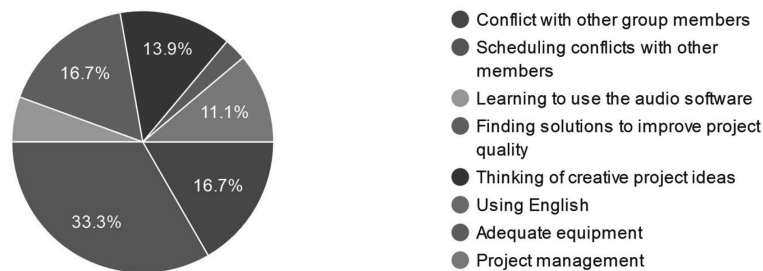 13.9%
16.7%
11.1%
16.7%
33.3%
Conflict with other group members
Scheduling conflicts with other
members
Learning to use the audio software
Finding solutions to improve project
quality
Thinking of creative project ideas
Using English
Adequate equipment
Project management